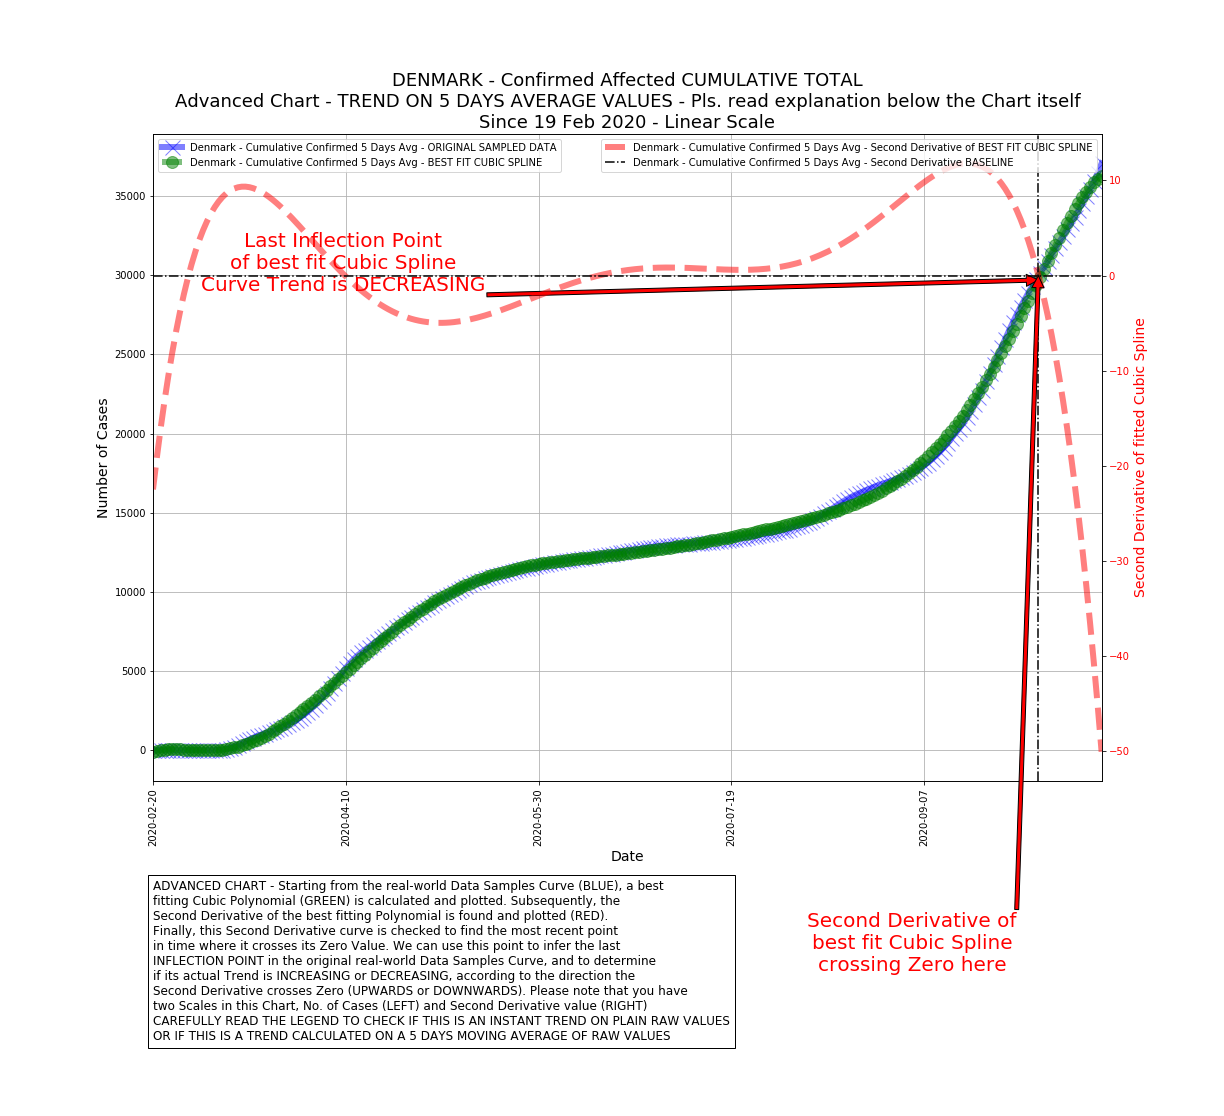 DENMARK - Confirmed Affected CUMULATIVE TOTAL
Advanced Chart - TREND ON 5 DAYS AVERAGE VALUES - Pls. read explanation below the Chart itself
Since 19 Feb 2020 - Linear Scale
Denmark - Cumulative Confirmed 5 Days Avg - ORIGINAL SAMPLED DATA
Denmark - Cumulative Confirmed 5 Days Avg - BEST FIT CUBIC SPLINE
Denmark - Cumulative Confirmed 5 Days Avg - Second Derivative of BEST FIT CUBIC SPLINE
Denmark - Cumulative Confirmed 5 Days Avg - Second Derivative BASELINE
Last Inflection Point
of best fit Cubic Spline
Curve Trend is DECREASING
Number of Cases
35000
30000
25000
20000
15000
10000
5000
0
10
0
−10
−20
−30
−40
−50
Second Derivative of fitted Cubic Spline
2020-02-20
2020-04-10
2020-05-30
2020-07-19
2020-09-07
Date
ADVANCED CHART - Starting from the real-world Data Samples Curve (BLUE), a best
fitting Cubic Polynomial (GREEN) is calculated and plotted. Subsequently, the
Second Derivative of the best fitting Polynomial is found and plotted (RED).
Finally, this Second Derivative curve is checked to find the most recent point
in time where it crosses its Zero Value. We can use this point to infer the last
INFLECTION POINT in the original real-world Data Samples Curve, and to determine
if its actual Trend is INCREASING or DECREASING, according to the direction the
Second Derivative crosses Zero (UPWARDS or DOWNWARDS). Please note that you have
two Scales in this Chart, No. of Cases (LEFT) and Second Derivative value (RIGHT)
CAREFULLY READ THE LEGEND TO CHECK IF THIS IS AN INSTANT TREND ON PLAIN RAW VALUES
OR IF THIS IS A TREND CALCULATED ON A 5 DAYS MOVING AVERAGE OF RAW VALUES
Second Derivative of
best fit Cubic Spline
crossing Zero here